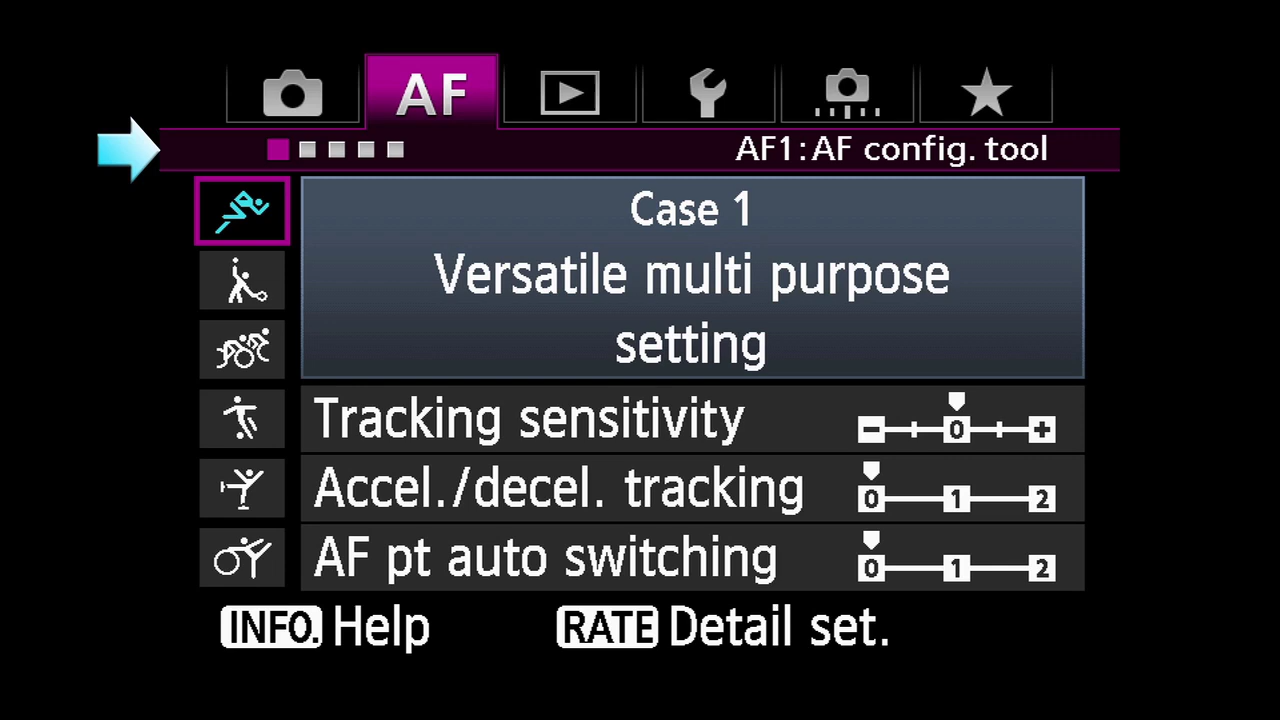 AF
AF1:AF config. tool
Case 1
Versatile multi purpose
setting
Tracking sensitivity
- 0 +
Accel./decel. tracking
0 1 2
AF pt auto switching
0 1 2
INFO. Help RATE Detail set.